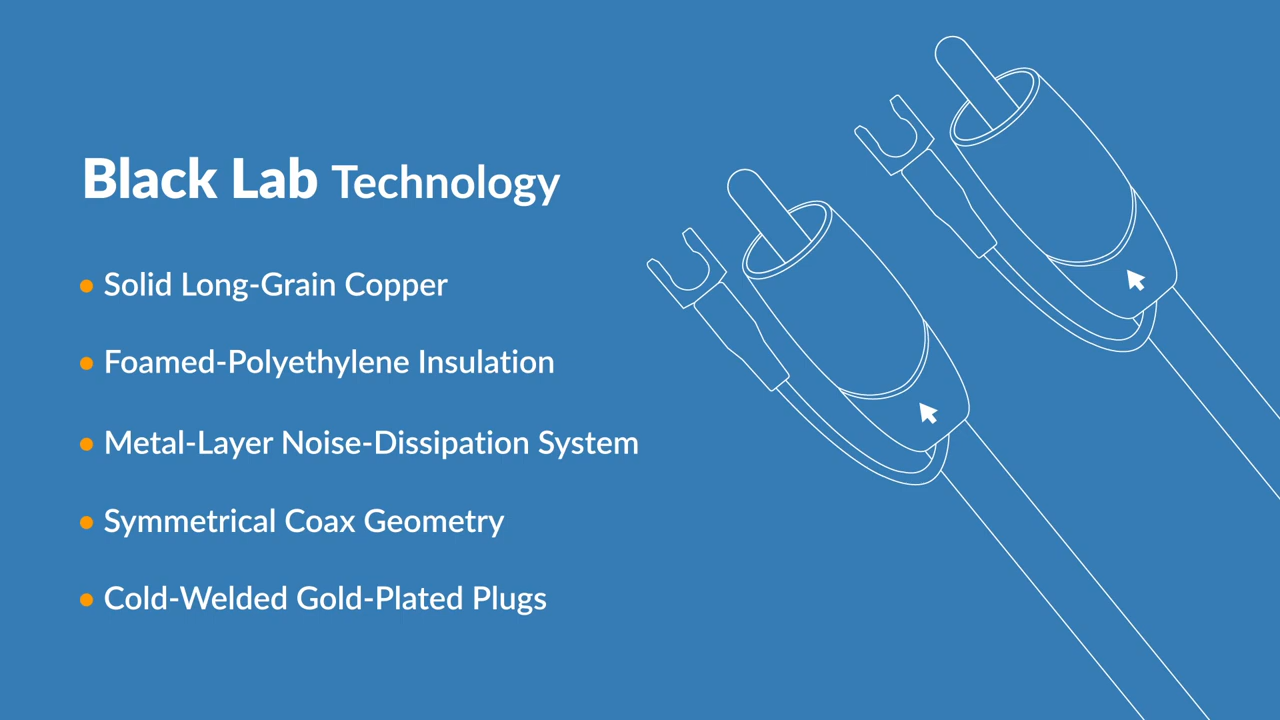 Black Lab Technology
• Solid Long-Grain Copper
• Foamed-Polyethylene Insulation
• Metal-Layer Noise-Dissipation System
• Symmetrical Coax Geometry
• Cold-Welded Gold-Plated Plugs